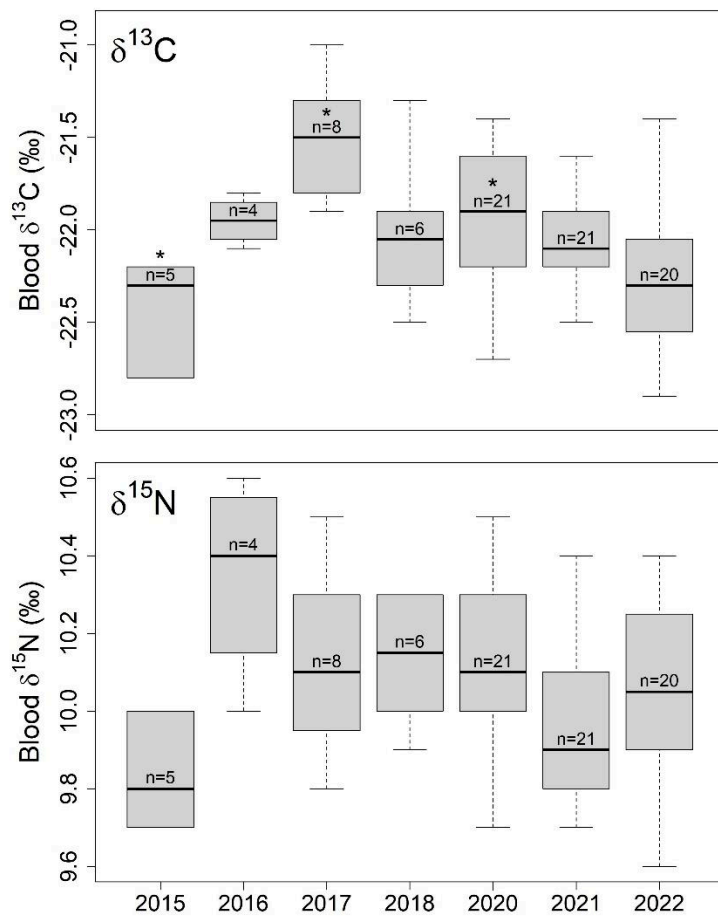 δ13C
Blood δ13C (‰)
-21.0
-21.5
-22.0
-22.5
-23.0
*
n=5
n=4
*
n=8
n=6
*
n=21
n=21
n=20
δ15N
Blood δ15N (‰)
10.6
10.4
10.2
10.0
9.8
9.6
n=5
n=4
n=8
n=6
n=21
n=21
n=20
2015 2016 2017 2018 2020 2021 2022